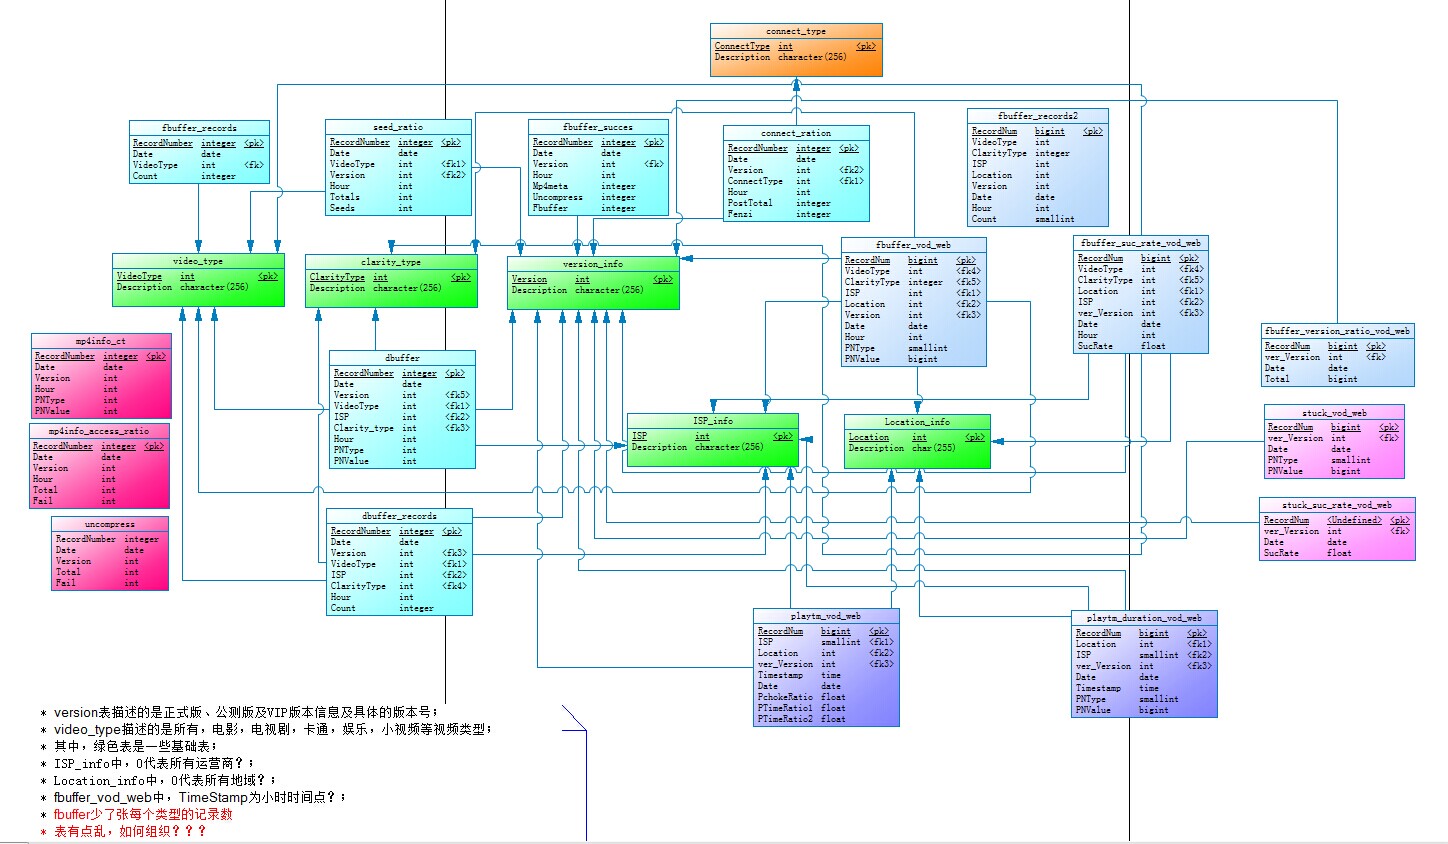 connect_type
ConnectType int <pk>
Description character(256)
fbuffer_records
RecordNumber integer <pk>
Date date
VideoType int <fk>
Count integer
seed_ratio
RecordNumber integer <pk>
Date date
VideoType int <fk1>
Version int <fk2>
Hour int
Totals int
Seeds int
fbuffer_succes
RecordNumber integer <pk>
Date date
Version int <fk>
Hour int
Mp4meta integer
Uncompress integer
Fbuffer integer
connect_ration
RecordNumber integer <pk>
Date date
Version int <fk2>
ConnectType int <fk1>
Hour int
PostTotal integer
Fenzi integer
fbuffer_records2
RecordNum bigint <pk>
VideoType int
ClarityType integer
ISP int
Location int
Version int
Date date
Hour int
Count smallint
video_type
VideoType int <pk>
Description character(256)
clarity_type
ClarityType int <pk>
Description character(256)
version_info
Version int <pk>
Description character(256)
fbuffer_vod_web
RecordNum bigint <pk>
VideoType int <fk4>
ClarityType integer <fk5>
ISP int <fk1>
Location int <fk2>
Version int <fk3>
Date date
Hour int
PNType smallint
PNValue bigint
fbuffer_suc_rate_vod_web
RecordNum bigint <pk>
VideoType int <fk4>
ClarityType int <fk5>
Location int <fk1>
ISP int <fk2>
ver_Version int <fk3>
Date date
Hour int
SucRate float
fbuffer_version_ratio_vod_web
RecordNum bigint <pk>
ver_Version int <fk>
Date date
Total bigint
mp4info_ct
RecordNumber integer <pk>
Date date
Version int
Hour int
PNType int
PNValue int
dbuffer
RecordNumber integer <pk>
Date date
Version int <fk5>
VideoType int <fk1>
ISP int <fk2>
Clarity_type int <fk3>
Hour int
PNType int
PNValue int
ISP_info
ISP int <pk>
Description character(256)
Location_info
Location int <pk>
Description char(255)
stuck_vod_web
RecordNum bigint <pk>
ver_Version int <fk>
Date date
PNType smallint
PNValue bigint
mp4info_access_ratio
RecordNumber integer <pk>
Date date
Version int
Hour int
Total int
Fail int
stuck_suc_rate_vod_web
RecordNum <Undefined> <pk>
ver_Version int <fk>
Date date
SucRate float
uncompress
RecordNumber integer
Date date
Version int
Total int
Fail int
dbuffer_records
RecordNumber integer <pk>
Date date
Version int <fk3>
VideoType int <fk1>
ISP int <fk2>
ClarityType int <fk4>
Hour int
Count integer
playtm_vod_web
RecordNum bigint <pk>
ISP smallint <fk1>
Location int <fk2>
ver_Version int <fk3>
Timestamp time
Date date
PchokeRatio float
PTimeRatio1 float
PTimeRatio2 float
playtm_duration_vod_web
RecordNum bigint <pk>
Location int <fk1>
ISP smallint <fk2>
ver_Version int <fk3>
Date date
Timestamp time
PNType smallint
PNValue bigint
* version表描述的是正式版、公测版及VIP版本信息及具体的版本号；
* video_type描述的是所有，电影，电视剧，卡通，娱乐，小视频等视频类型；
* 其中，绿色表是一些基础表；
* ISP_info中，0代表所有运营商？；
* Location_info中，0代表所有地域？；
* fbuffer_vod_web中，TimeStamp为小时时间点？；
* fbuffer少了张每个类型的记录数
* 表有点乱，如何组织？？？